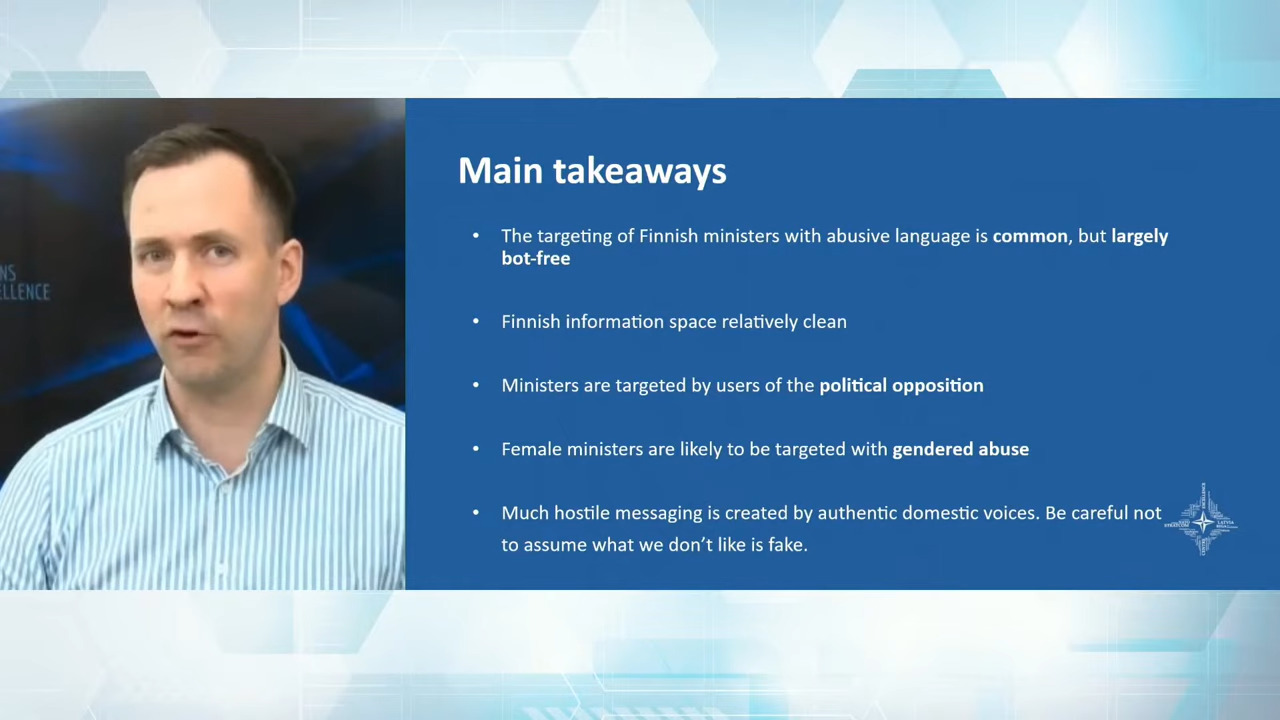 NS
ELLENCE
Main takeaways
• The targeting of Finnish ministers with abusive language is common, but largely
bot-free
• Finnish information space relatively clean
• Ministers are targeted by users of the political opposition
• Female ministers are likely to be targeted with gendered abuse
• Much hostile messaging is created by authentic domestic voices. Be careful not
to assume what we don’t like is fake.
LATVIA